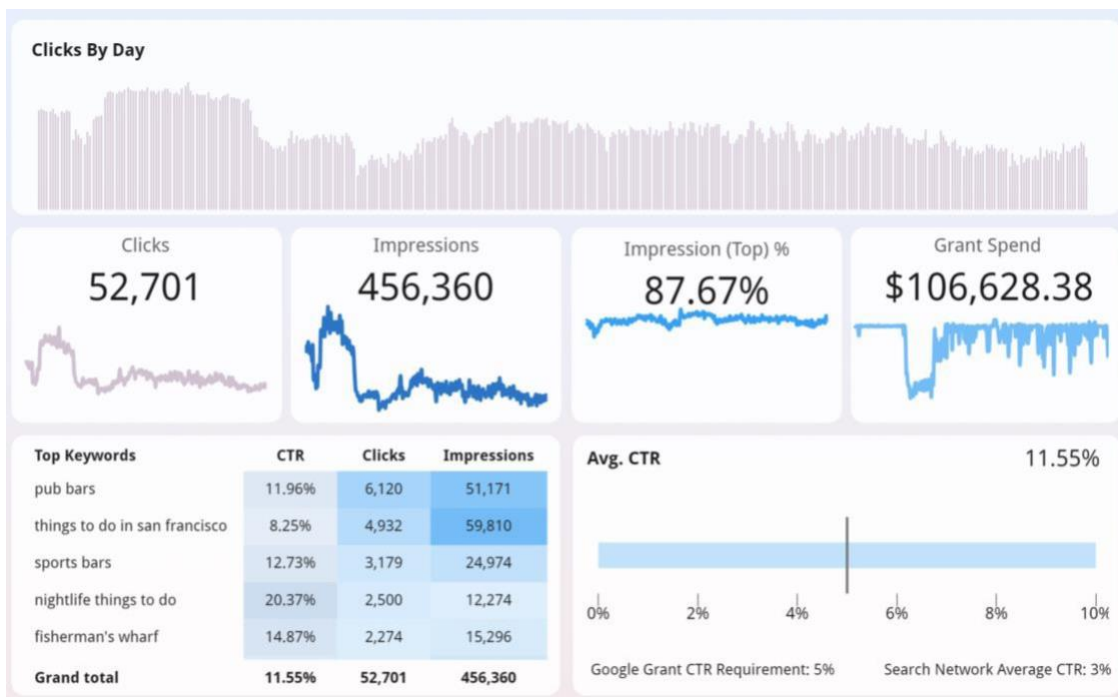 Clicks By Day
Clicks
52,701
Impressions
456,360
Impression (Top) %
87.67%
Grant Spend
$106,628.38
Top Keywords CTR Clicks Impressions
pub bars 11.96% 6,120 51,171
things to do in san francisco 8.25% 4,932 59,810
sports bars 12.73% 3,179 24,974
nightlife things to do 20.37% 2,500 12,274
fisherman's wharf 14.87% 2,274 15,296
Grand total 11.55% 52,701 456,360
Avg. CTR 11.55%
0% 2% 4% 6% 8% 10%
Google Grant CTR Requirement: 5% Search Network Average CTR: 3%